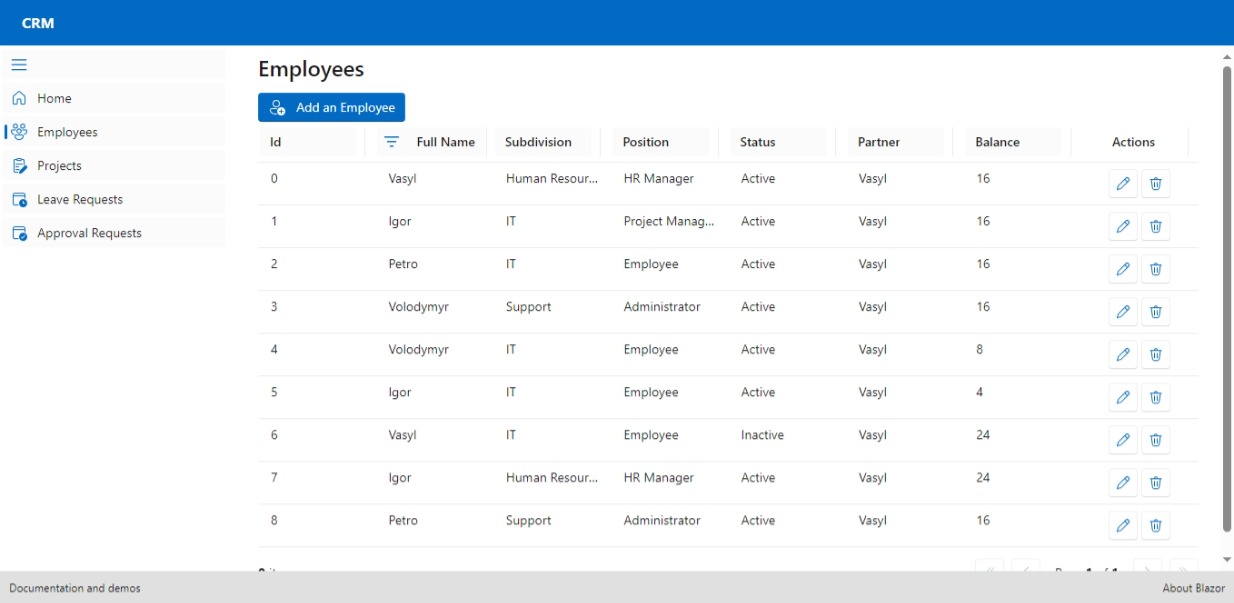 CRM
Home
Employees
Projects
Leave Requests
Approval Requests
Employees
Add an Employee
Id Full Name Subdivision Position Status Partner Balance Actions
0 Vasyl Human Resour... HR Manager Active Vasyl 16
1 Igor IT Project Manag... Active Vasyl 16
2 Petro IT Employee Active Vasyl 16
3 Volodymyr Support Administrator Active Vasyl 16
4 Volodymyr IT Employee Active Vasyl 8
5 Igor IT Employee Active Vasyl 4
6 Vasyl IT Employee Inactive Vasyl 24
7 Igor Human Resour... HR Manager Active Vasyl 24
8 Petro Support Administrator Active Vasyl 16
Documentation and demos
About Blazor